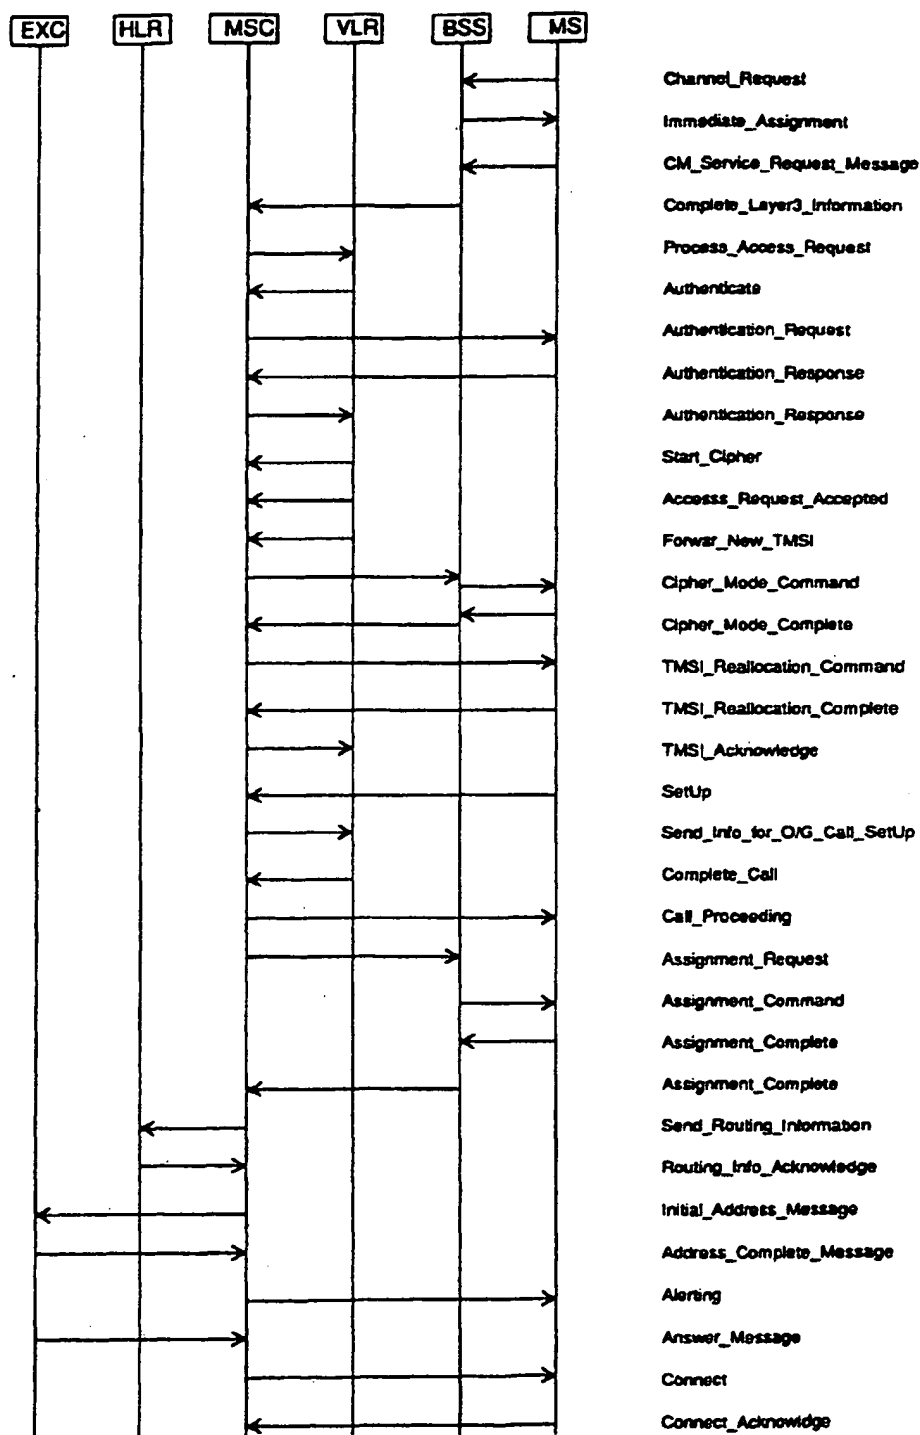 EXC HLR MSC VLR BSS MS
Channel_Request
Immediate_Assignment
CM_Service_Request_Message
Complete_Layer3_Information
Process_Access_Request
Authenticate
Authentication_Request
Authentication_Response
Authentication_Response
Start_Cipher
Accesss_Request_Accepted
Forwar_New_TMSI
Cipher_Mode_Command
Cipher_Mode_Complete
TMSI_Reallocation_Command
TMSI_Reallocation_Complete
TMSI_Acknowledge
SetUp
Send_Info_for_O/G_Call_SetUp
Complete_Call
Call_Proceeding
Assignment_Request
Assignment_Command
Assignment_Complete
Assignment_Complete
Send_Routing_Information
Routing_Info_Acknowledge
Initial_Address_Message
Address_Complete_Message
Alerting
Answer_Message
Connect
Connect_Acknowldge